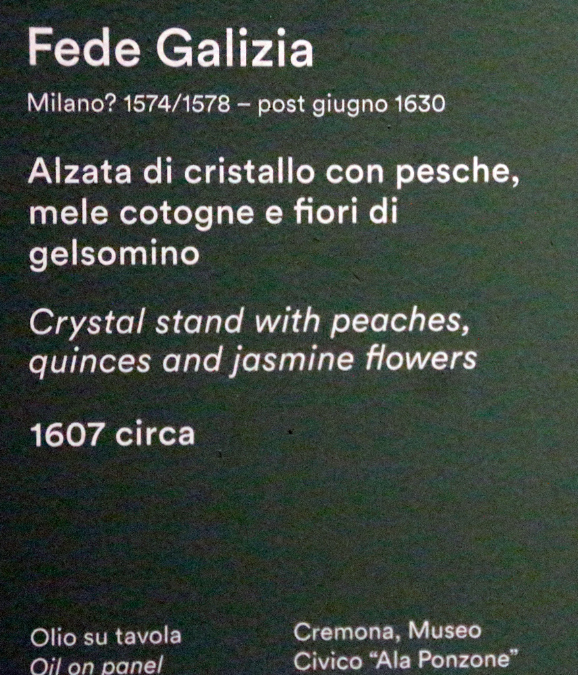 Fede Galizia
Milano? 1574/1578 – post giugno 1630
Alzata di cristallo con pesche,
mele cotogne e fiori di
gelsomino
Crystal stand with peaches,
quinces and jasmine flowers
1607 circa
Olio su tavola
Oil on panel
Cremona, Museo
Civico “Ala Ponzone”